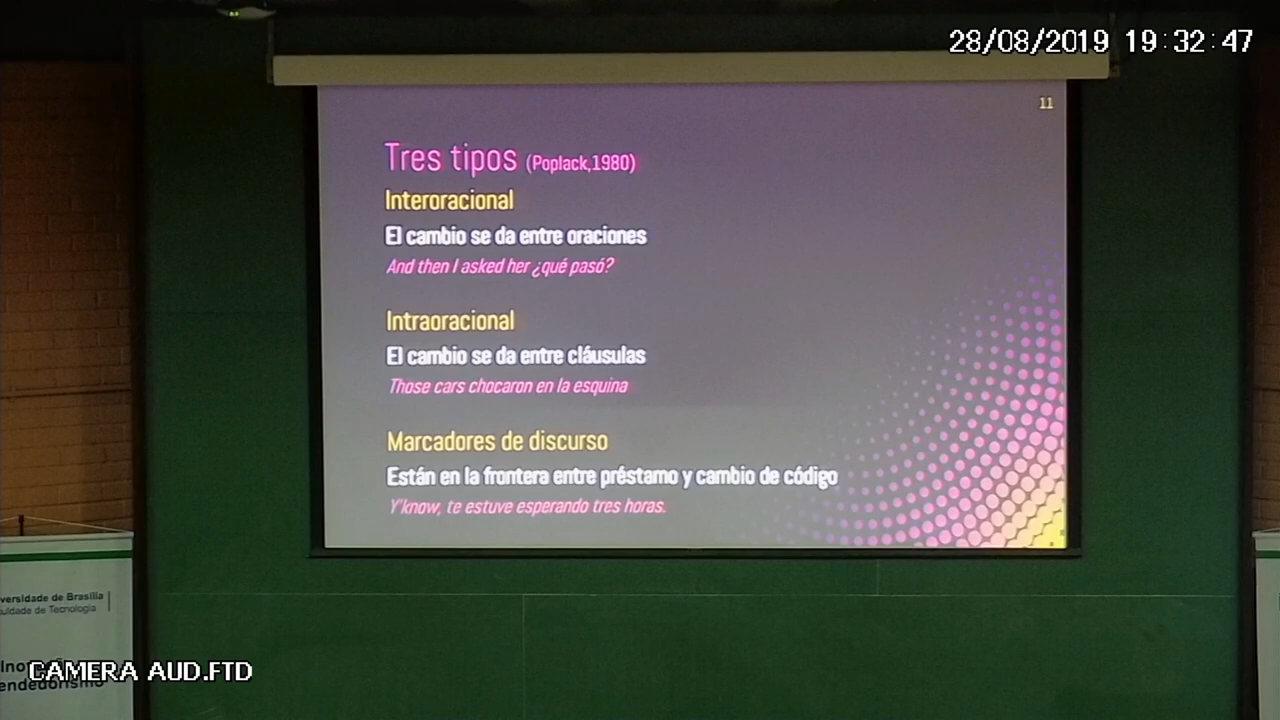 28/08/2019 19:32:47
11
Tres tipos (Poplack,1980)
Interoracional
El cambio se da entre oraciones
And then I asked her ¿qué pasó?
Intraoracional
El cambio se da entre cláusulas
Those cars chocaron en la esquina
Marcadores de discurso
Están en la frontera entre préstamo y cambio de código
Y'know, te estuve esperando tres horas.
versidade de Brasília
uldade de Tecnologia
CAMERA AUD.FTD